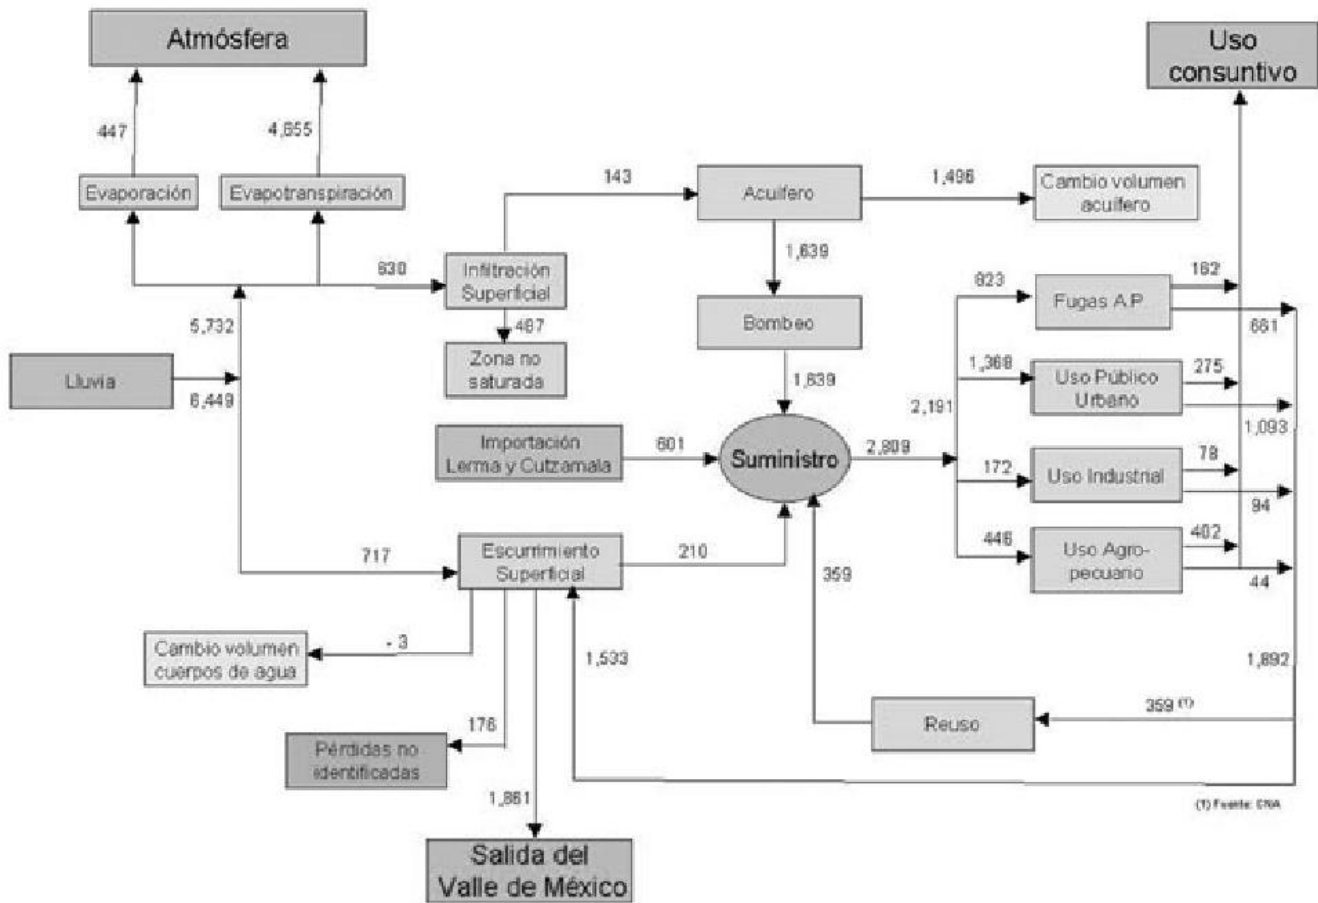 Atmósfera
Uso
consuntivo
447
4,655
Evaporación
Evapotranspiración
143
Acuífero
1,496
Cambio volumen
acuífero
1,639
630
Infiltración
Superficial
823
Fugas A.P.
162
661
5,732
487
Bombeo
Lluvia
6,449
Zona no
saturada
1,639
1,368
Uso Público
Urbano
275
1,093
2,191
Importación
Lerma y Cutzamala
601
Suministro
2,809
172
Uso Industrial
78
94
717
Escurrimiento
Superficial
210
359
446
Uso Agro-
pecuario
402
44
Cambio volumen
cuerpos de agua
- 3
1,533
1,892
176
Reuso
359 (1)
Pérdidas no
identificadas
1,861
(1) Fuente: CNA
Salida del
Valle de México